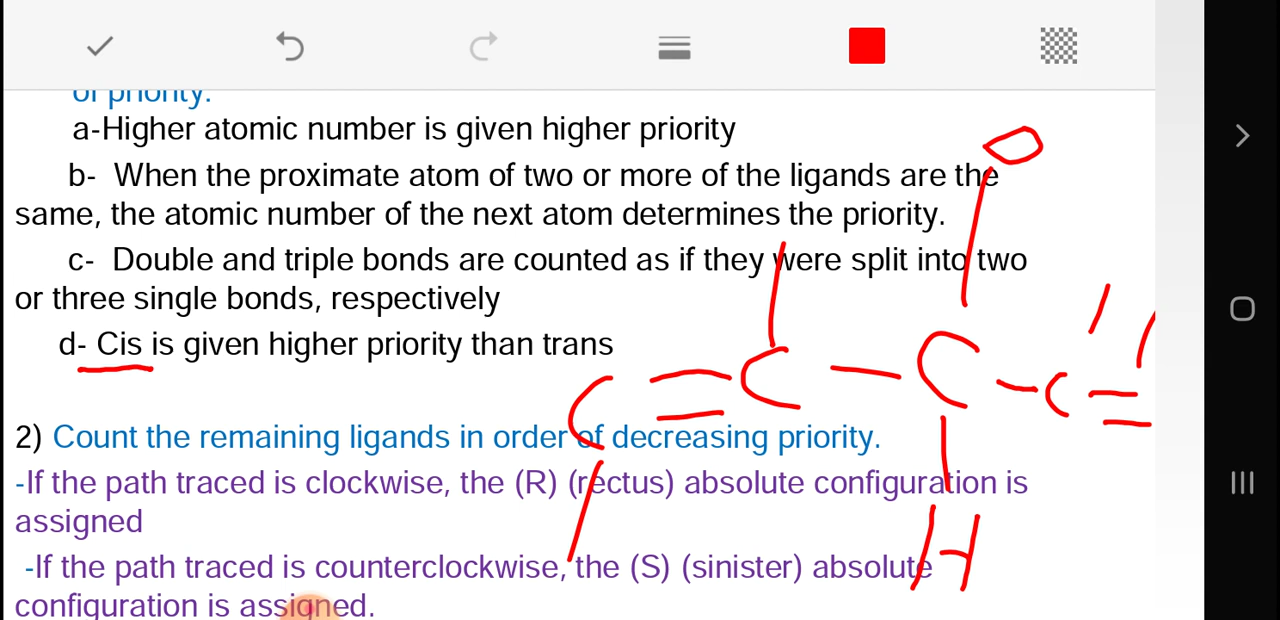 of priority:
a-Higher atomic number is given higher priority
b- When the proximate atom of two or more of the ligands are the
same, the atomic number of the next atom determines the priority.
c- Double and triple bonds are counted as if they were split into two
or three single bonds, respectively
d- Cis is given higher priority than trans
O
C = C - C - C =
H
2) Count the remaining ligands in order of decreasing priority.
-If the path traced is clockwise, the (R) (rectus) absolute configuration is
assigned
-If the path traced is counterclockwise, the (S) (sinister) absolute
configuration is assigned.